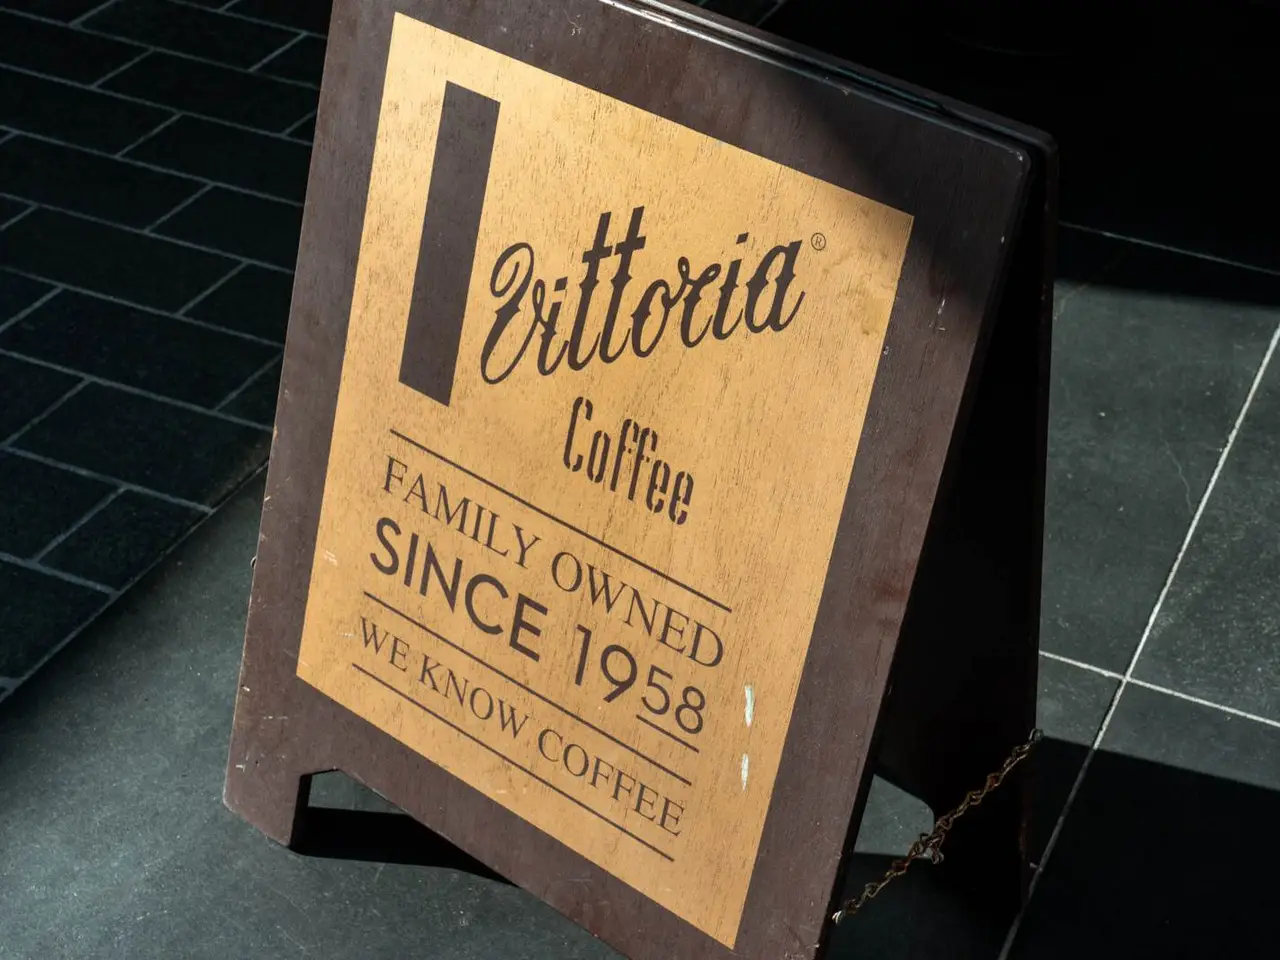 Vittoria®
Coffee
FAMILY OWNED
SINCE 1958
WE KNOW COFFEE